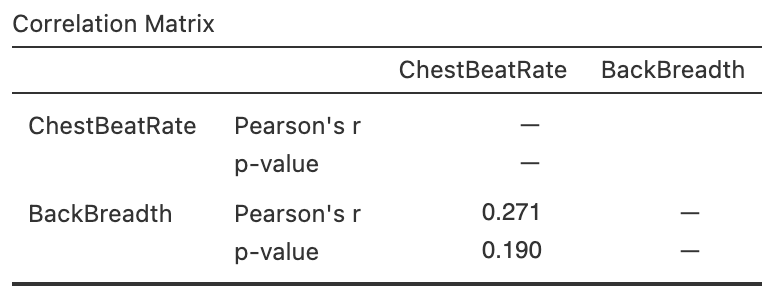 Correlation Matrix
ChestBeatRate BackBreadth
ChestBeatRate Pearson's r —
p-value —
BackBreadth Pearson's r 0.271 —
p-value 0.190 —